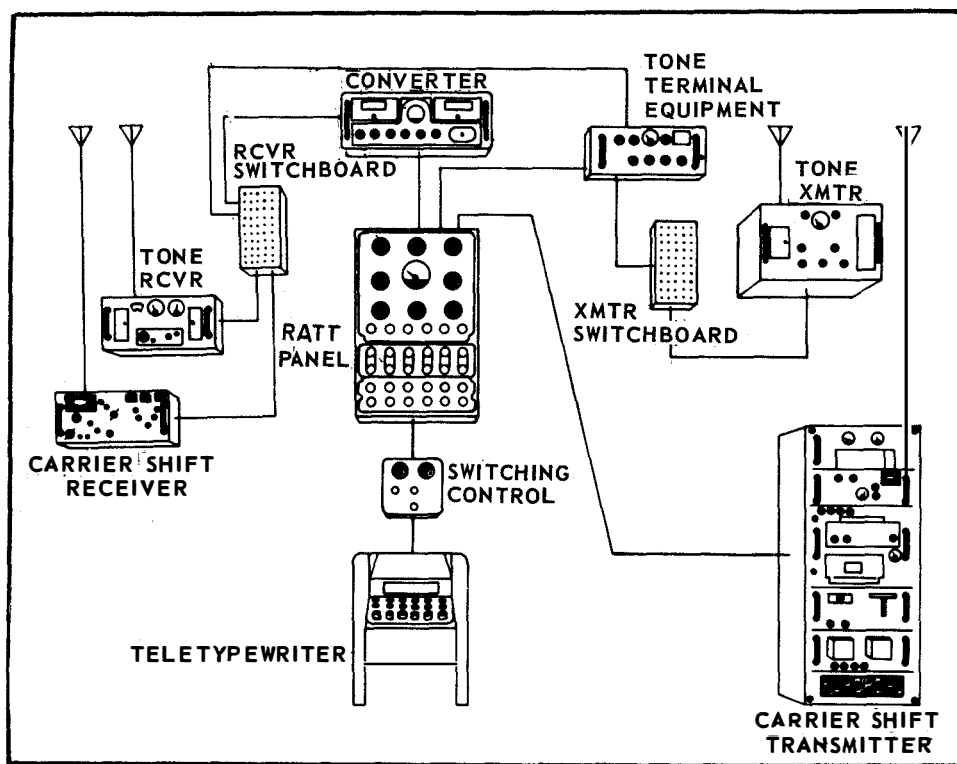 CONVERTER
TONE
TERMINAL
EQUIPMENT
RCVR
SWITCHBOARD
TONE
XMTR
TONE
RCVR
XMTR
SWITCHBOARD
RATT
PANEL
CARRIER SHIFT
RECEIVER
SWITCHING
CONTROL
TELETYPEWRITER
CARRIER SHIFT
TRANSMITTER